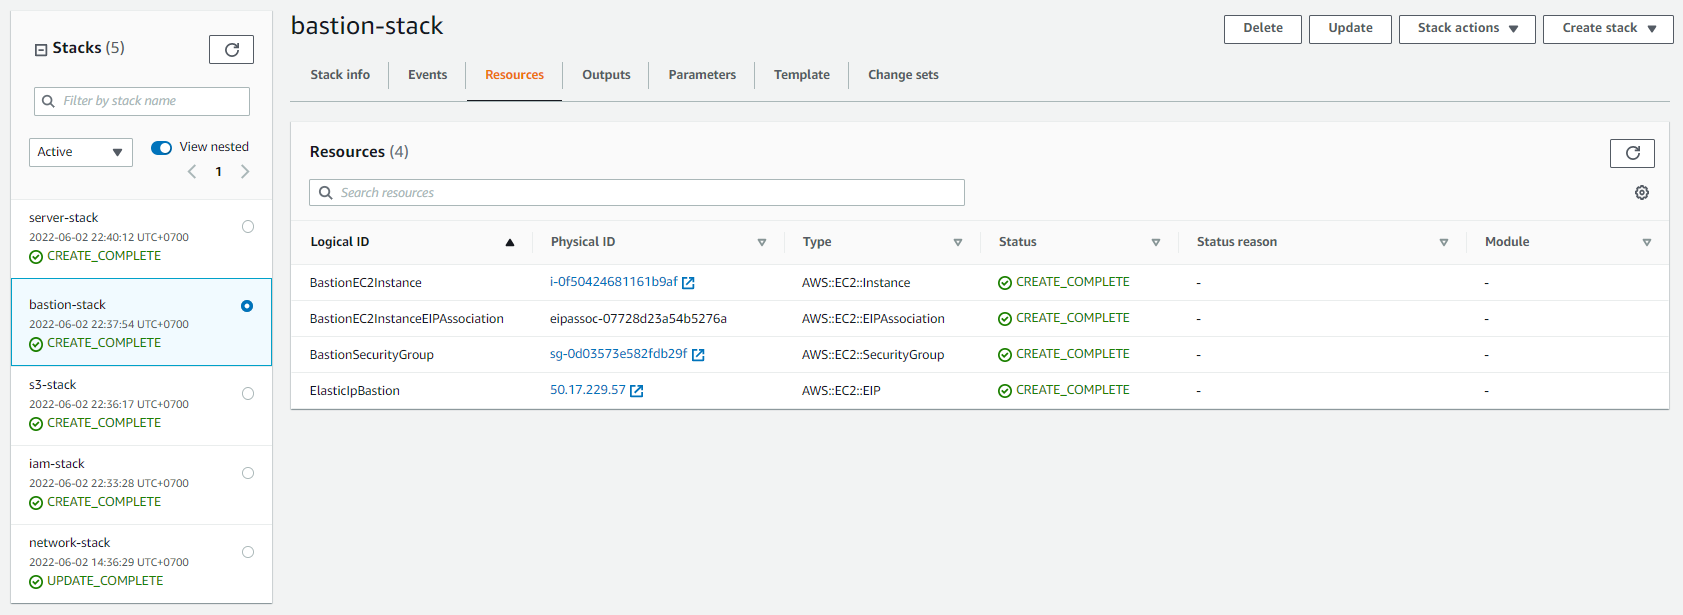 Stacks (5)
Filter by stack name
Active
View nested
1
server-stack
2022-06-02 22:40:12 UTC+0700
CREATE_COMPLETE
bastion-stack
2022-06-02 22:37:54 UTC+0700
CREATE_COMPLETE
s3-stack
2022-06-02 22:36:17 UTC+0700
CREATE_COMPLETE
iam-stack
2022-06-02 22:33:28 UTC+0700
CREATE_COMPLETE
network-stack
2022-06-02 14:36:29 UTC+0700
UPDATE_COMPLETE
bastion-stack
Delete Update Stack actions Create stack
Stack info Events Resources Outputs Parameters Template Change sets
Resources (4)
Search resources
Logical ID Physical ID Type Status Status reason Module
BastionEC2Instance i-0f50424681161b9af AWS::EC2::Instance CREATE_COMPLETE - -
BastionEC2InstanceEIPAssociation eipassoc-07728d23a54b5276a AWS::EC2::EIPAssociation CREATE_COMPLETE - -
BastionSecurityGroup sg-0d03573e582fdb29f AWS::EC2::SecurityGroup CREATE_COMPLETE - -
ElasticIpBastion 50.17.229.57 AWS::EC2::EIP CREATE_COMPLETE - -